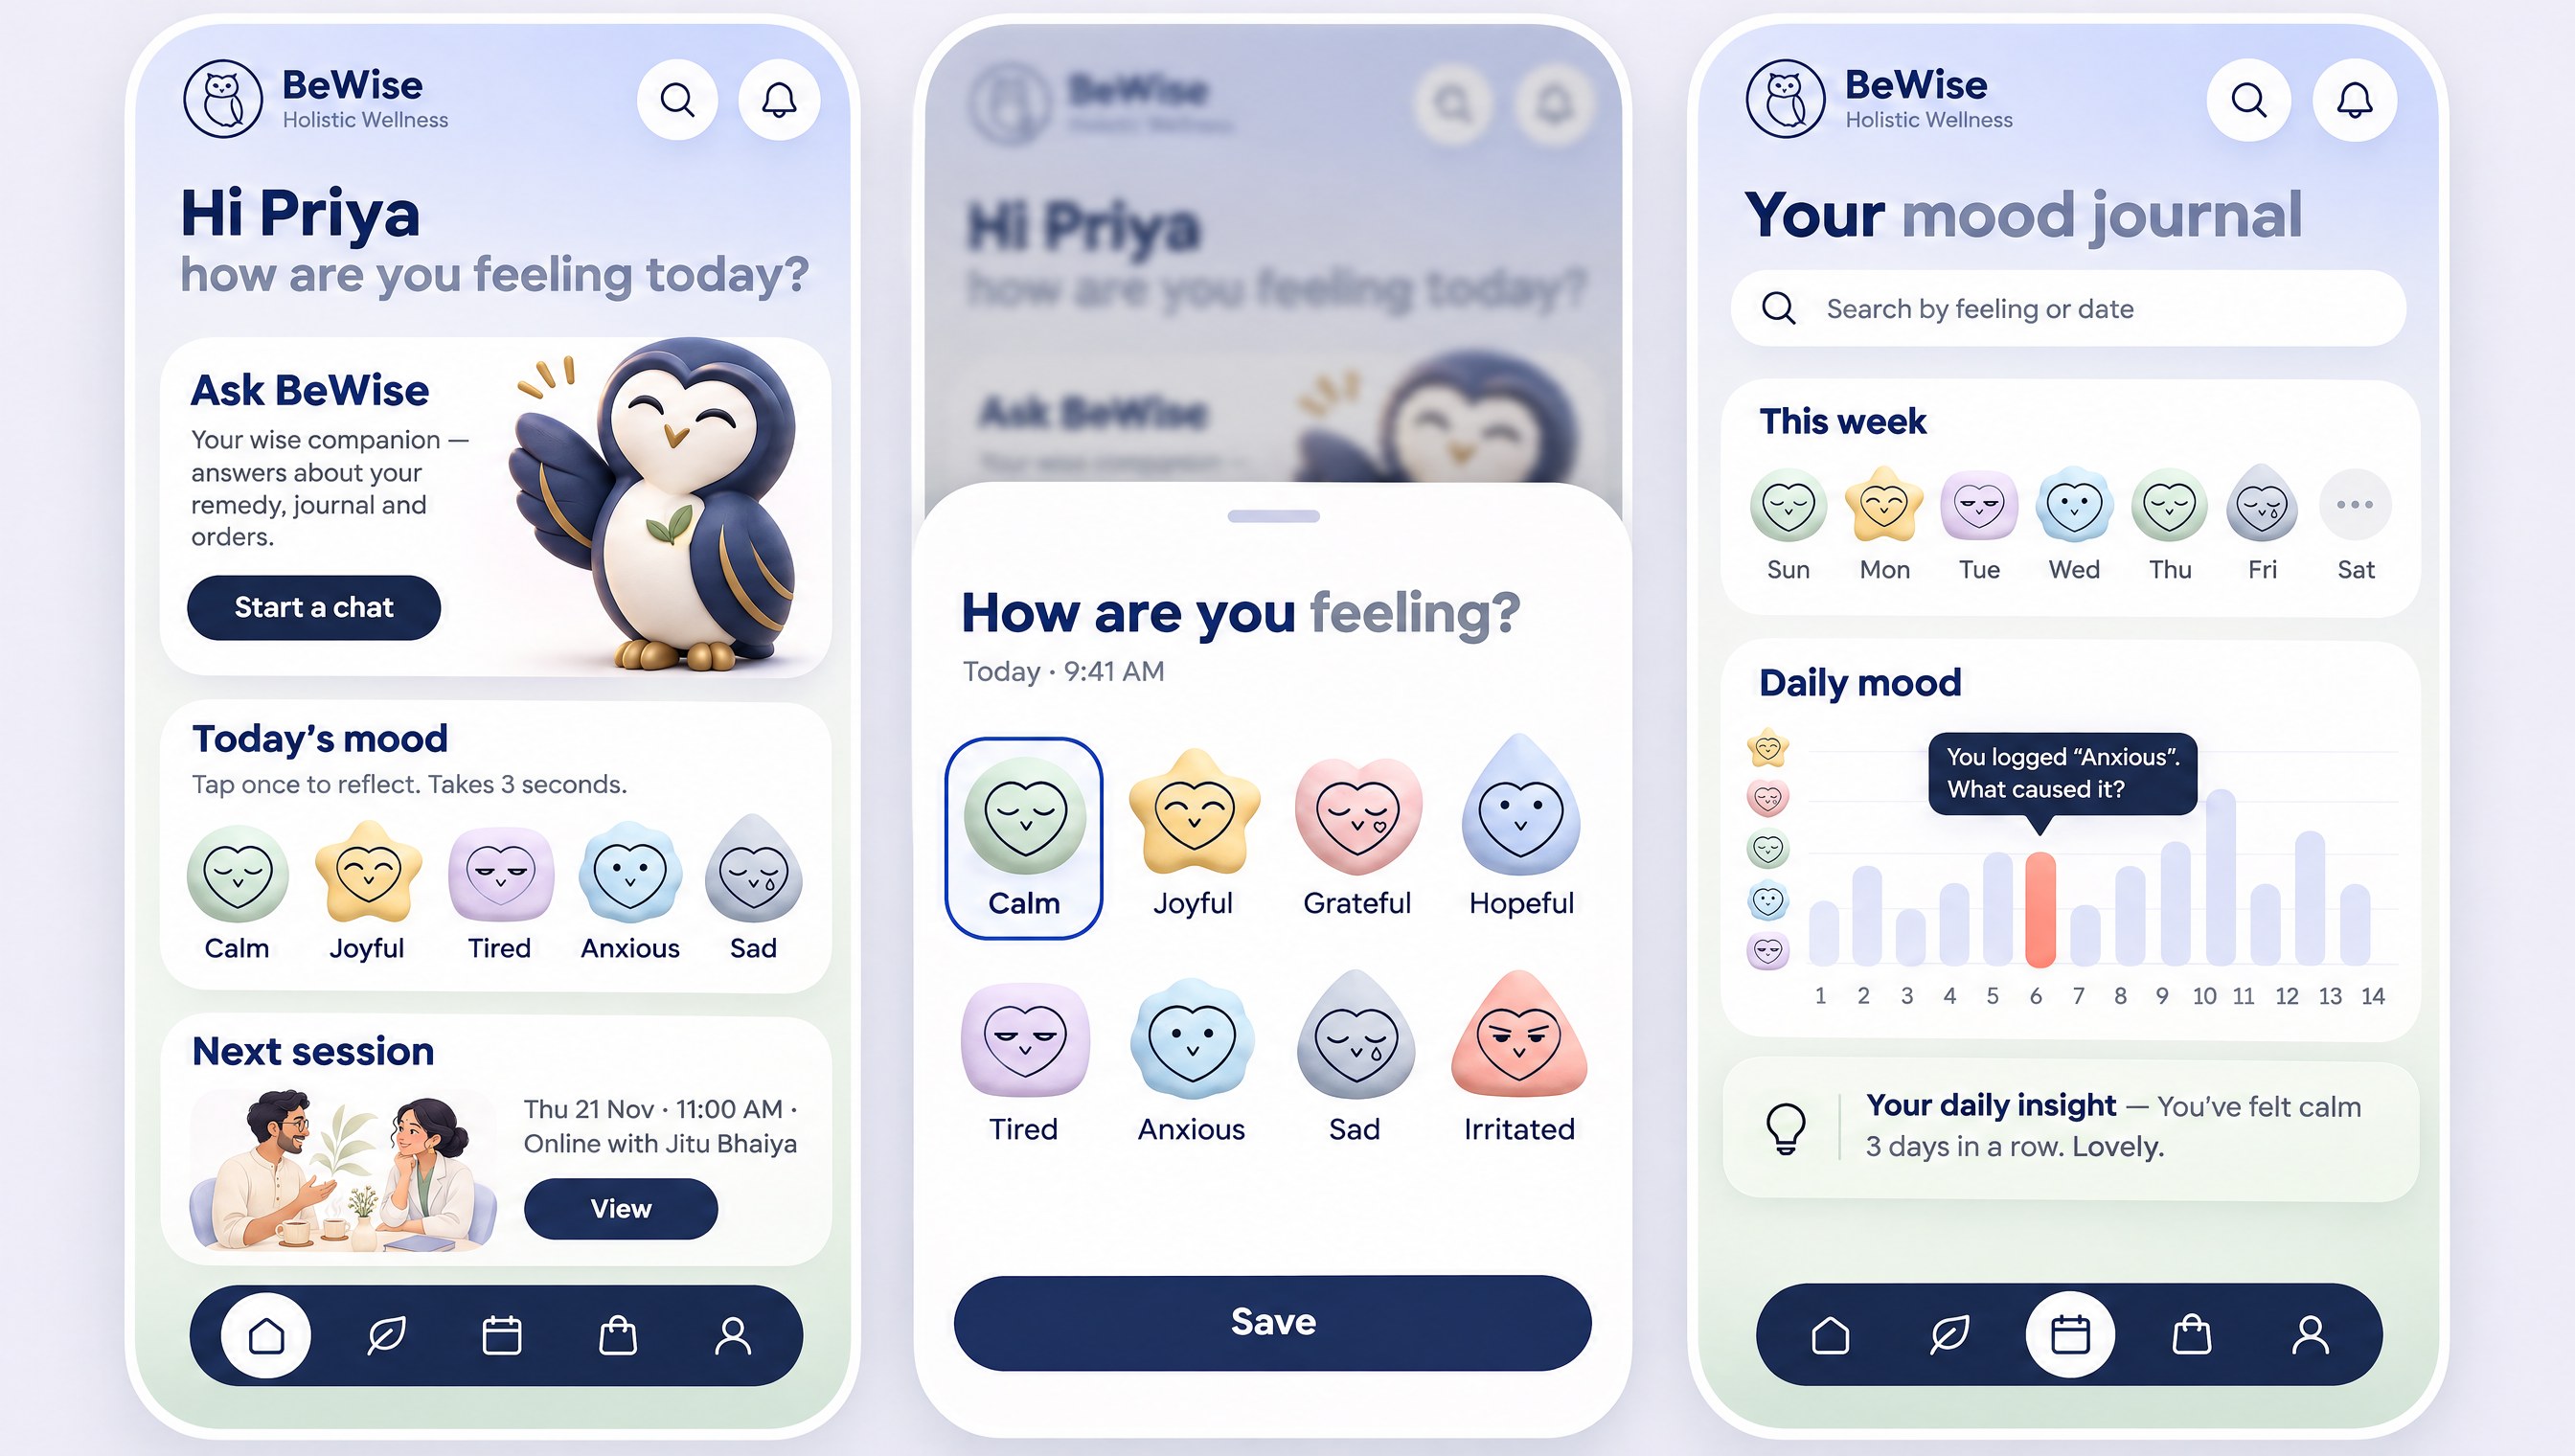 BeWise
Holistic Wellness
Hi Priya
how are you feeling today?
Ask BeWise
Your wise companion —
answers about your
remedy, journal and
orders.
Start a chat
Today’s mood
Tap once to reflect. Takes 3 seconds.
Calm
Joyful
Tired
Anxious
Sad
Next session
Thu 21 Nov · 11:00 AM ·
Online with Jitu Bhaiya
View
BeWise
Holistic Wellness
Hi Priya
how are you feeling today?
Ask BeWise
Your wise companion —
How are you feeling?
Today · 9:41 AM
Calm
Joyful
Grateful
Hopeful
Tired
Anxious
Sad
Irritated
Save
BeWise
Holistic Wellness
Your mood journal
Search by feeling or date
This week
Sun
Mon
Tue
Wed
Thu
Fri
Sat
Daily mood
You logged “Anxious”.
What caused it?
1 2 3 4 5 6 7 8 9 10 11 12 13 14
Your daily insight — You’ve felt calm
3 days in a row. Lovely.